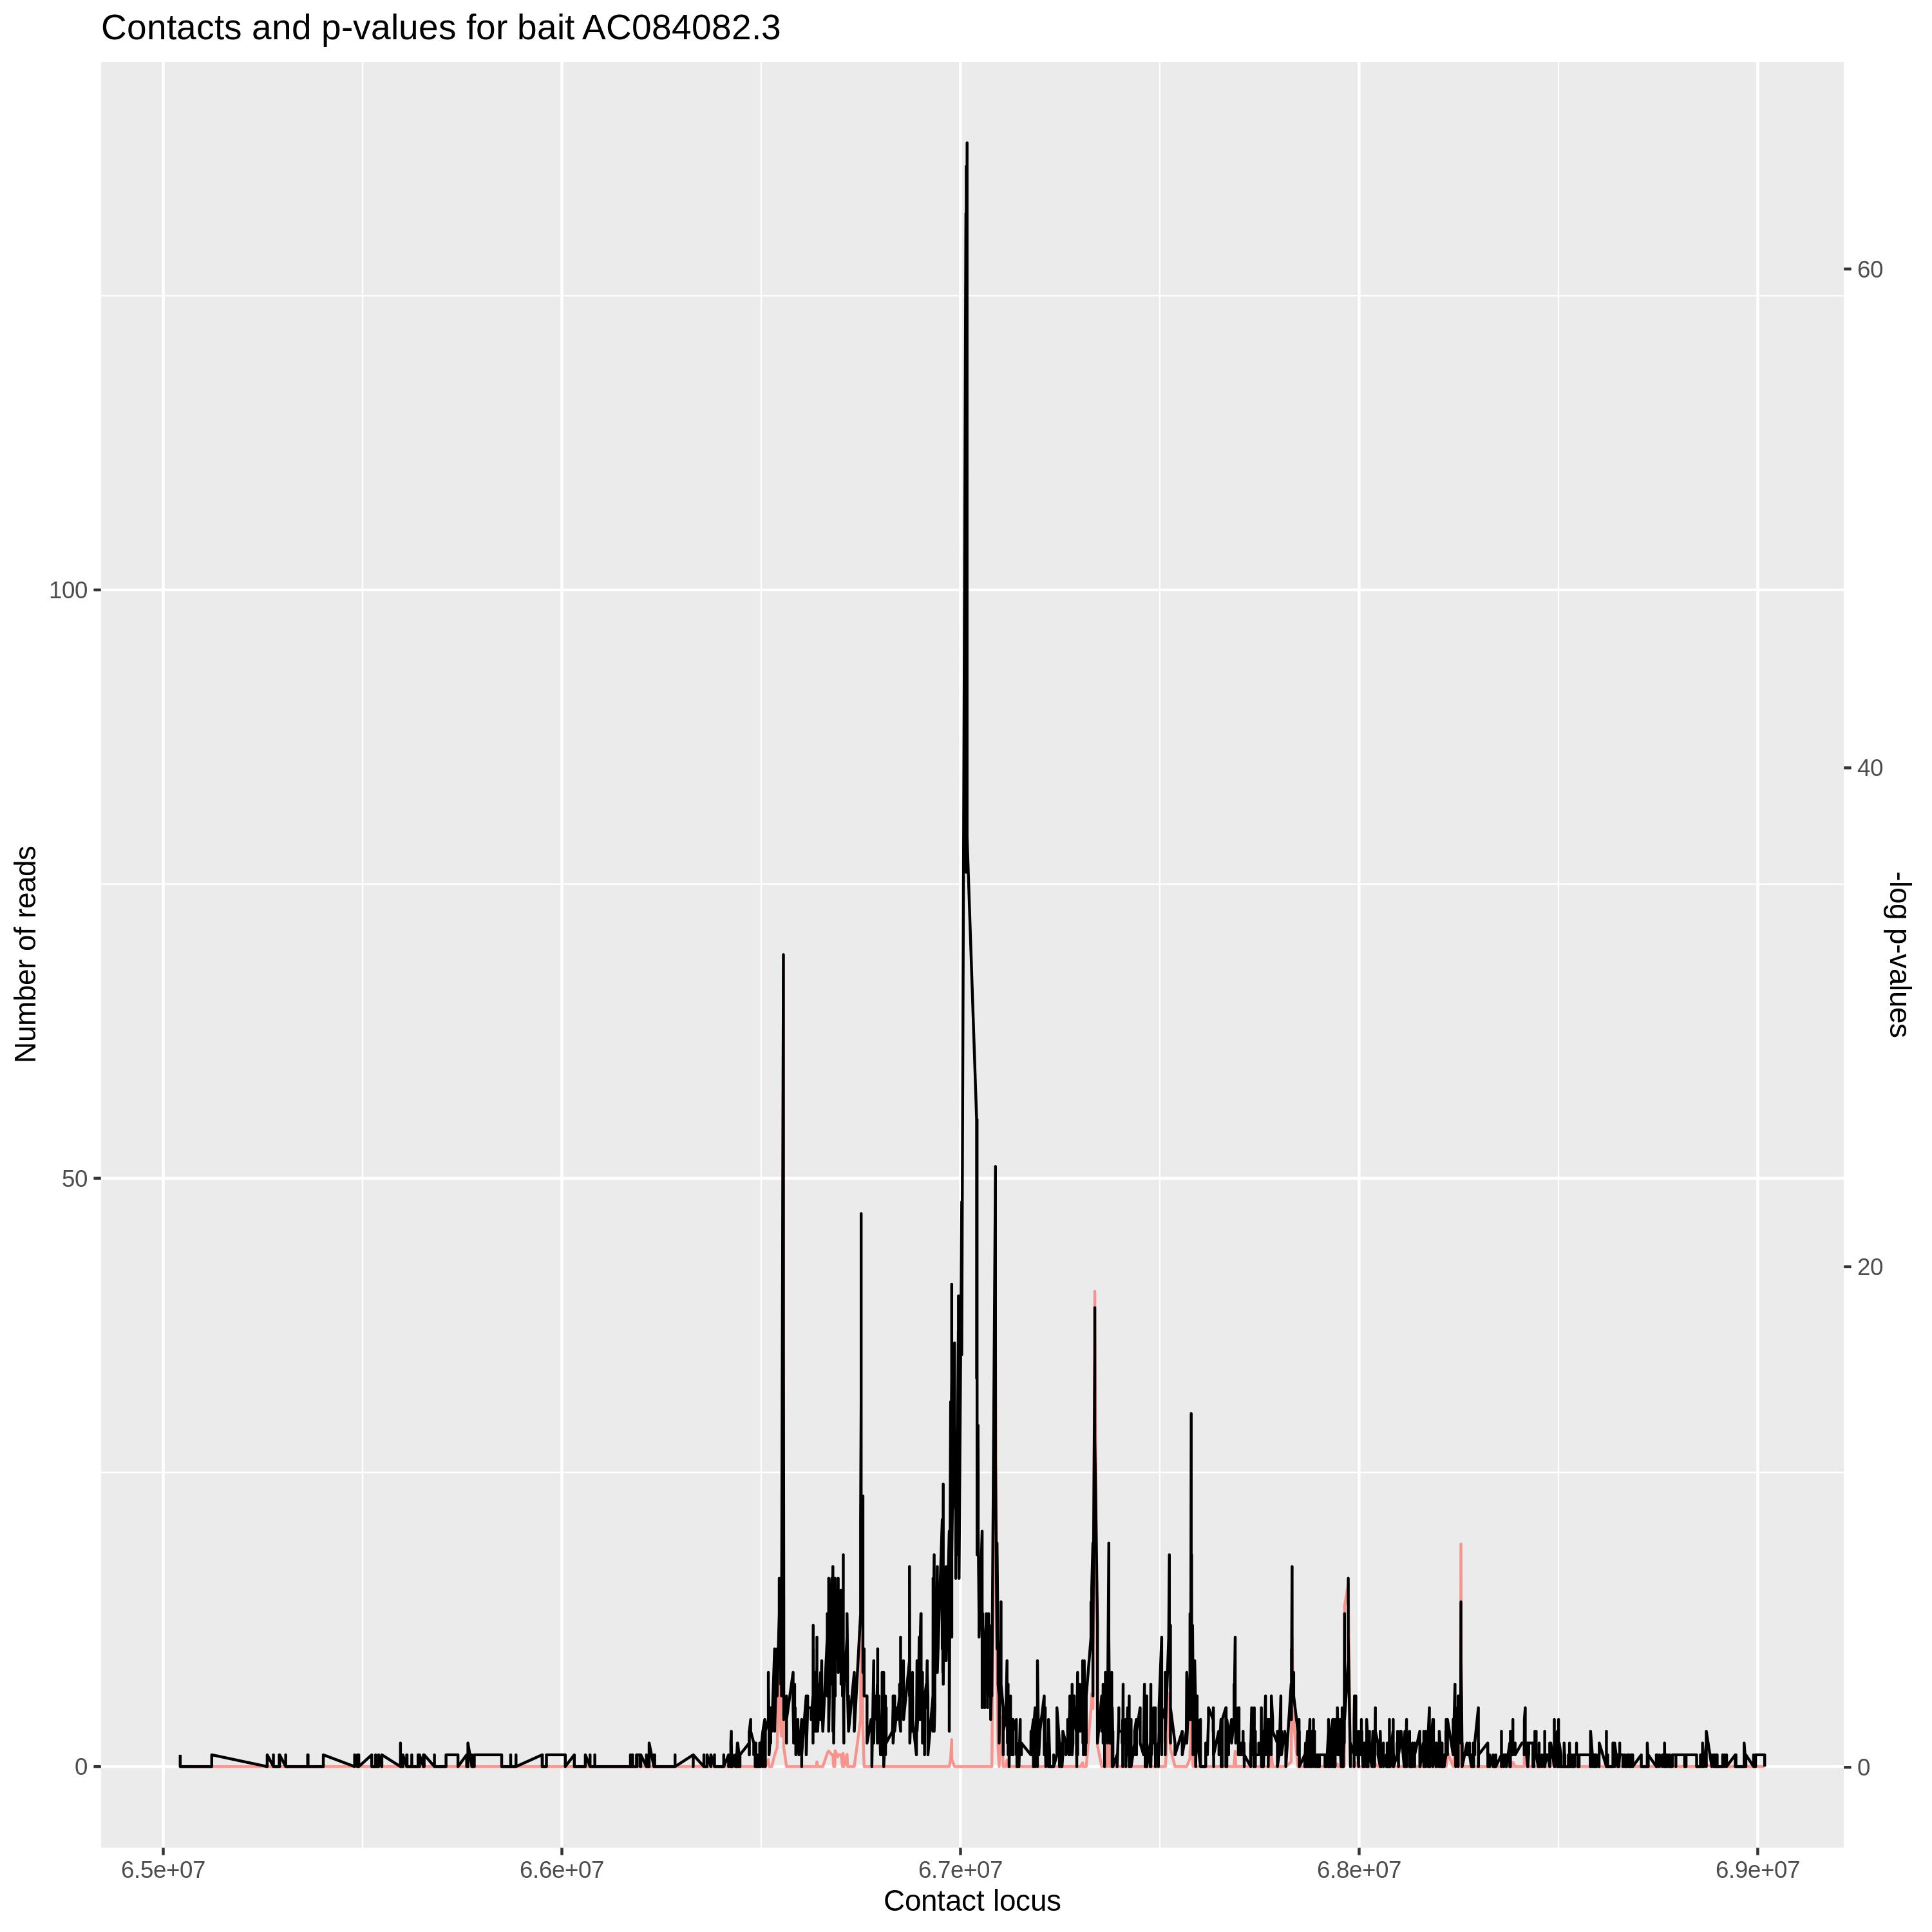 Contacts and p-values for bait AC084082.3
Number of reads
100
50
0
60
40
20
0
-log p-values
6.5e+07 6.6e+07 6.7e+07 6.8e+07 6.9e+07
Contact locus